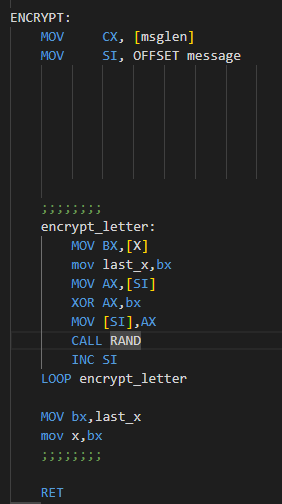 ENCRYPT:
MOV CX, [msglen]
MOV SI, OFFSET message
;;;;;;;;
encrypt_letter:
MOV BX,[X]
mov last_x,bx
MOV AX,[SI]
XOR AX,bx
MOV [SI],AX
CALL RAND
INC SI
LOOP encrypt_letter
MOV bx,last_x
mov x,bx
;;;;;;;;
RET